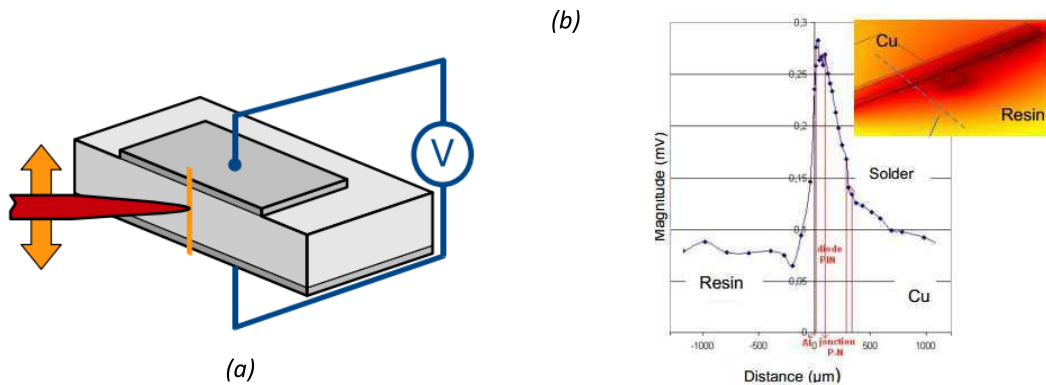 (b)
V
(a)
Magnitude (mV)
0,3
0,25
0,2
0,15
0,1
0,05
0
-1000
-500
0
500
1000
Cu
Resin
Solder
diode
PIN
Resin
Cu
Al
jonction
P-N
Distance (µm)